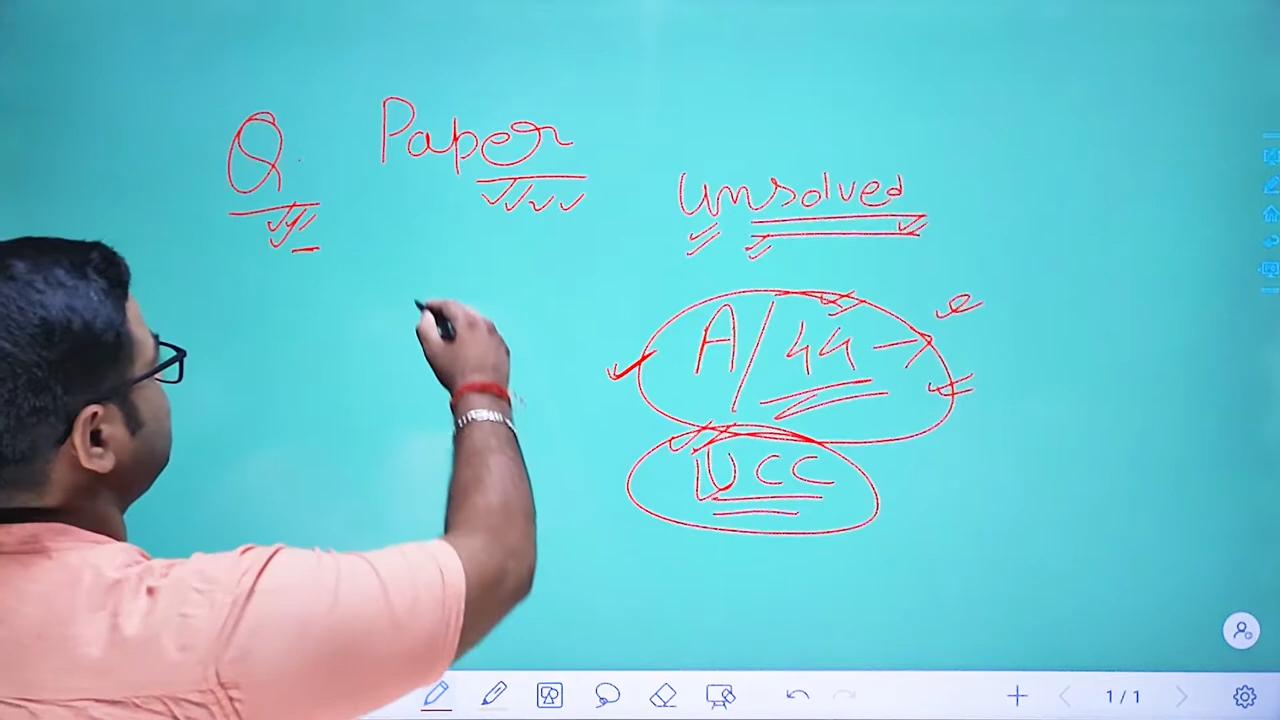 Q Paper
unsolved
A/44 →
UCC
1/1